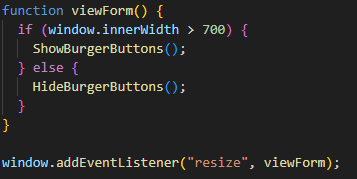 function viewForm() {
  if (window.innerWidth > 700) {
    ShowBurgerButtons();
  } else {
    HideBurgerButtons();
  }
}

window.addEventListener("resize", viewForm);